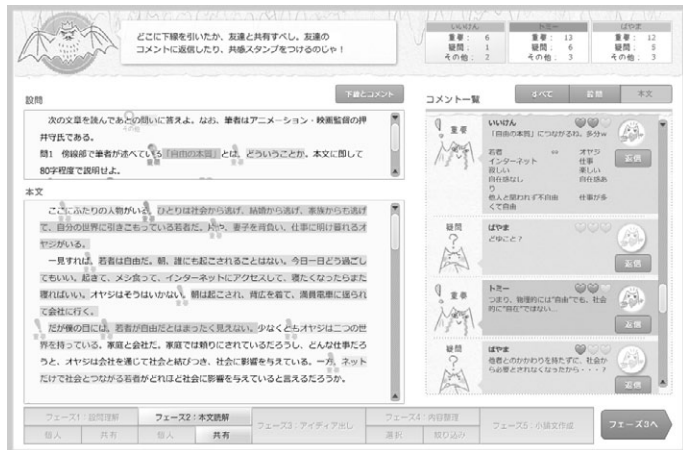 どこに下線を引いたか、友達と共有すべし。友達の
コメントに返信したり、共感スタンプをつけるのじゃ！
いいけん
重要： 6
疑問： 1
その他： 2
トミー
重要： 13
疑問： 6
その他： 3
ばやま
重要： 12
疑問： 5
その他： 3
設問
下線とコメント
次の文章を読んであとの問いに答えよ。なお、筆者はアニメーション・映画監督の押
井守氏である。
その他
問1 傍線部で筆者が述べている「自由の本質」とは、どういうことか。本文に即して
80字程度で説明せよ。
本文
ここにふたりの人物がいる。ひとりは社会から逃げ、結婚から逃げ、家族からも逃げ
て、自分の世界に引きこもっている若者だ。片や、妻子を背負い、仕事に明け暮れるオ
ヤジがいる。
一見すれば、若者は自由だ。朝、誰にも起こされることはない。今日一日どう過ごし
てもいい。起きて、メシ食って、インターネットにアクセスして、寝たくなったらまた
寝ればいい。オヤジはそうはいかない。朝は起こされ、背広を着て、満員電車に揺られ
て会社に行く。
だが僕の目には、若者が自由だとはまったく見えない。少なくともオヤジは二つの世
界を持っている。家庭と会社だ。家庭では頼りにされているだろうし、どんな仕事だろ
うと、オヤジは会社を通じて社会と結びつき、社会に影響を与えている。一方、ネット
だけで社会とつながる若者がどれほど社会に影響を与えていると言えるだろうか。
コメント一覧
すべて
設問
本文
重要
いいけん
「自由の本質」につながるね。多分w
若者 ⇔ オヤジ
インターネット 仕事
寂しい 楽しい
自在感なし 自在感あ
り
他人と関われず不自由 仕事が多
くて自由
返信
疑問
ばやま
どゆこと？
返信
重要
トミー
つまり、物理的には"自由"でも、社会
的に"自在"ではない…
返信
疑問
ばやま
他者とのかかわりを持たずに、社会か
ら必要とされなくなったから・・・？
返信
フェーズ1：設問理解
個人
共有
フェーズ2：本文読解
個人
共有
フェーズ3：アイディア出し
フェーズ4：内容整理
選択
取り込み
フェーズ5：小論文作成
フェーズ3へ